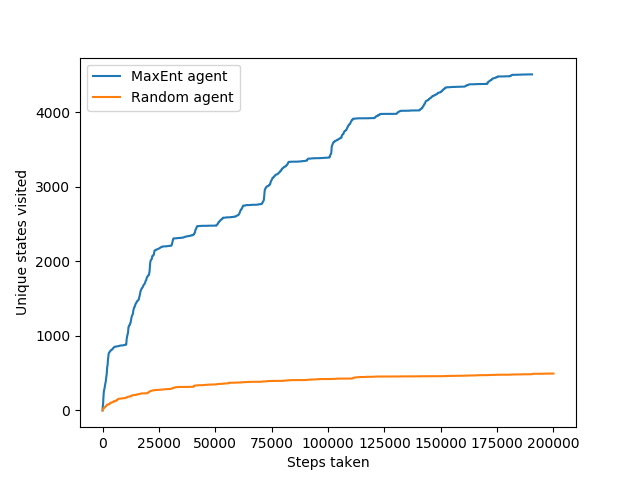 MaxEnt agent
Random agent
Unique states visited
4000
3000
2000
1000
0
0 25000 50000 75000 100000 125000 150000 175000 200000
Steps taken